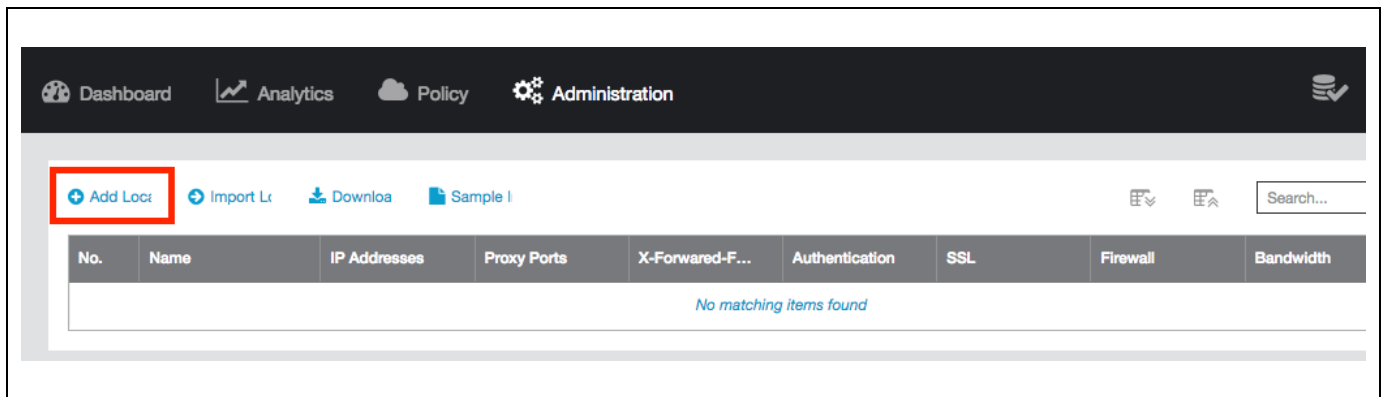 Dashboard Analytics Policy Administration
Add Loca Import Lo Downloa Sample I Search...
No. Name IP Addresses Proxy Ports X-Forwared-F... Authentication SSL Firewall Bandwidth
No matching items found